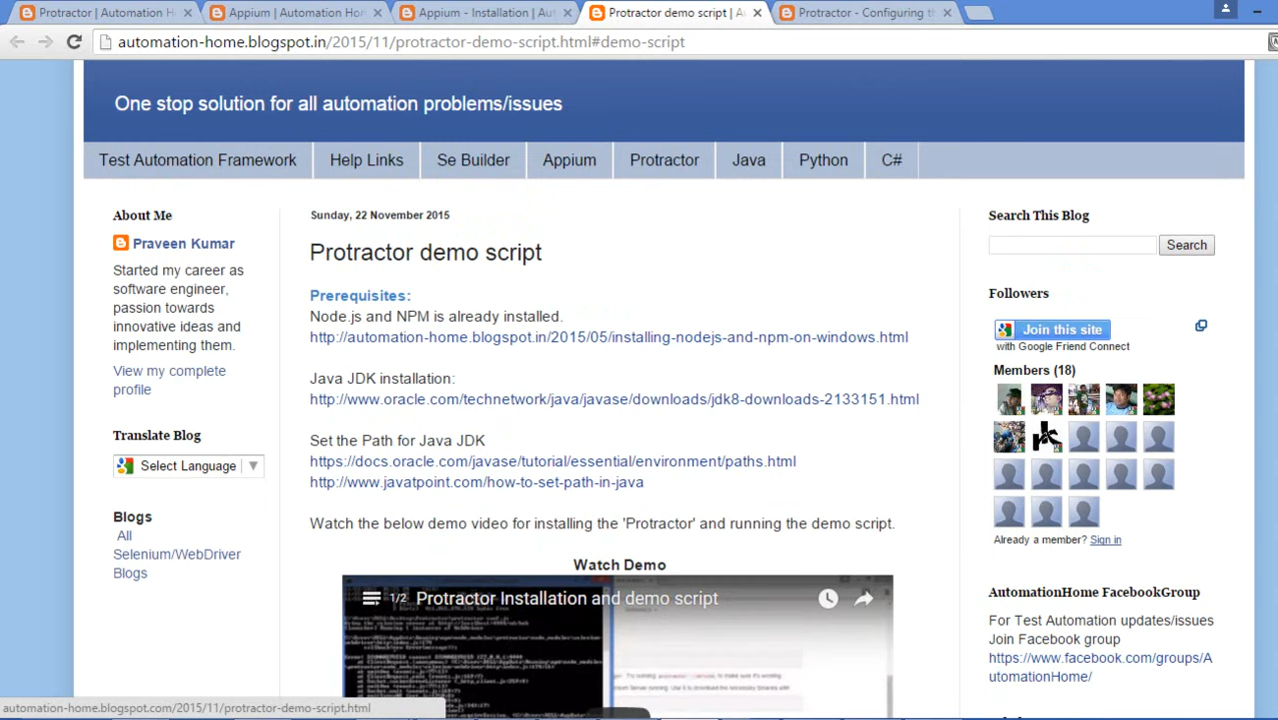 Protractor | Automation H
Appium | Automation Hom
Appium - Installation | Aut
Protractor demo script | A
Protractor - Configuring th
automation-home.blogspot.in/2015/11/protractor-demo-script.html#demo-script
One stop solution for all automation problems/issues
Test Automation Framework
Help Links
Se Builder
Appium
Protractor
Java
Python
C#
About Me
Praveen Kumar
Started my career as
software engineer,
passion towards
innovative ideas and
implementing them.
View my complete
profile
Translate Blog
Select Language
Blogs
All
Selenium/WebDriver
Blogs
Sunday, 22 November 2015
Protractor demo script
Prerequisites:
Node.js and NPM is already installed.
http://automation-home.blogspot.in/2015/05/installing-nodejs-and-npm-on-windows.html
Java JDK installation:
http://www.oracle.com/technetwork/java/javase/downloads/jdk8-downloads-2133151.html
Set the Path for Java JDK
https://docs.oracle.com/javase/tutorial/essential/environment/paths.html
http://www.javatpoint.com/how-to-set-path-in-java
Watch the below demo video for installing the 'Protractor' and running the demo script.
Watch Demo
1/2 Protractor Installation and demo script
Search This Blog
Search
Followers
Join this site
with Google Friend Connect
Members (18)
Already a member? Sign in
AutomationHome FacebookGroup
For Test Automation updates/issues
Join Facebook group.
https://www.facebook.com/groups/A
utomationHome/
automation-home.blogspot.com/2015/11/protractor-demo-script.html